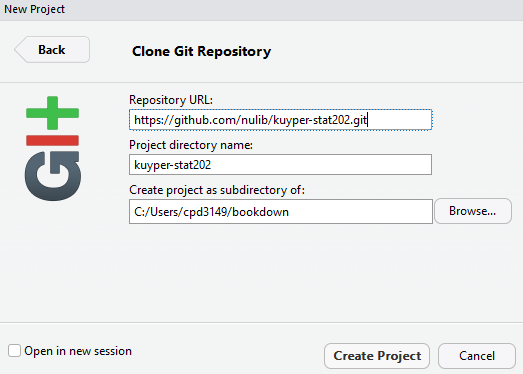 New Project
Back
Clone Git Repository
Repository URL:
https://github.com/nulib/kuyper-stat202.git
Project directory name:
kuyper-stat202
Create project as subdirectory of:
C:/Users/cpd3149/bookdown
Browse...
GIt
Open in new session
Create Project
Cancel